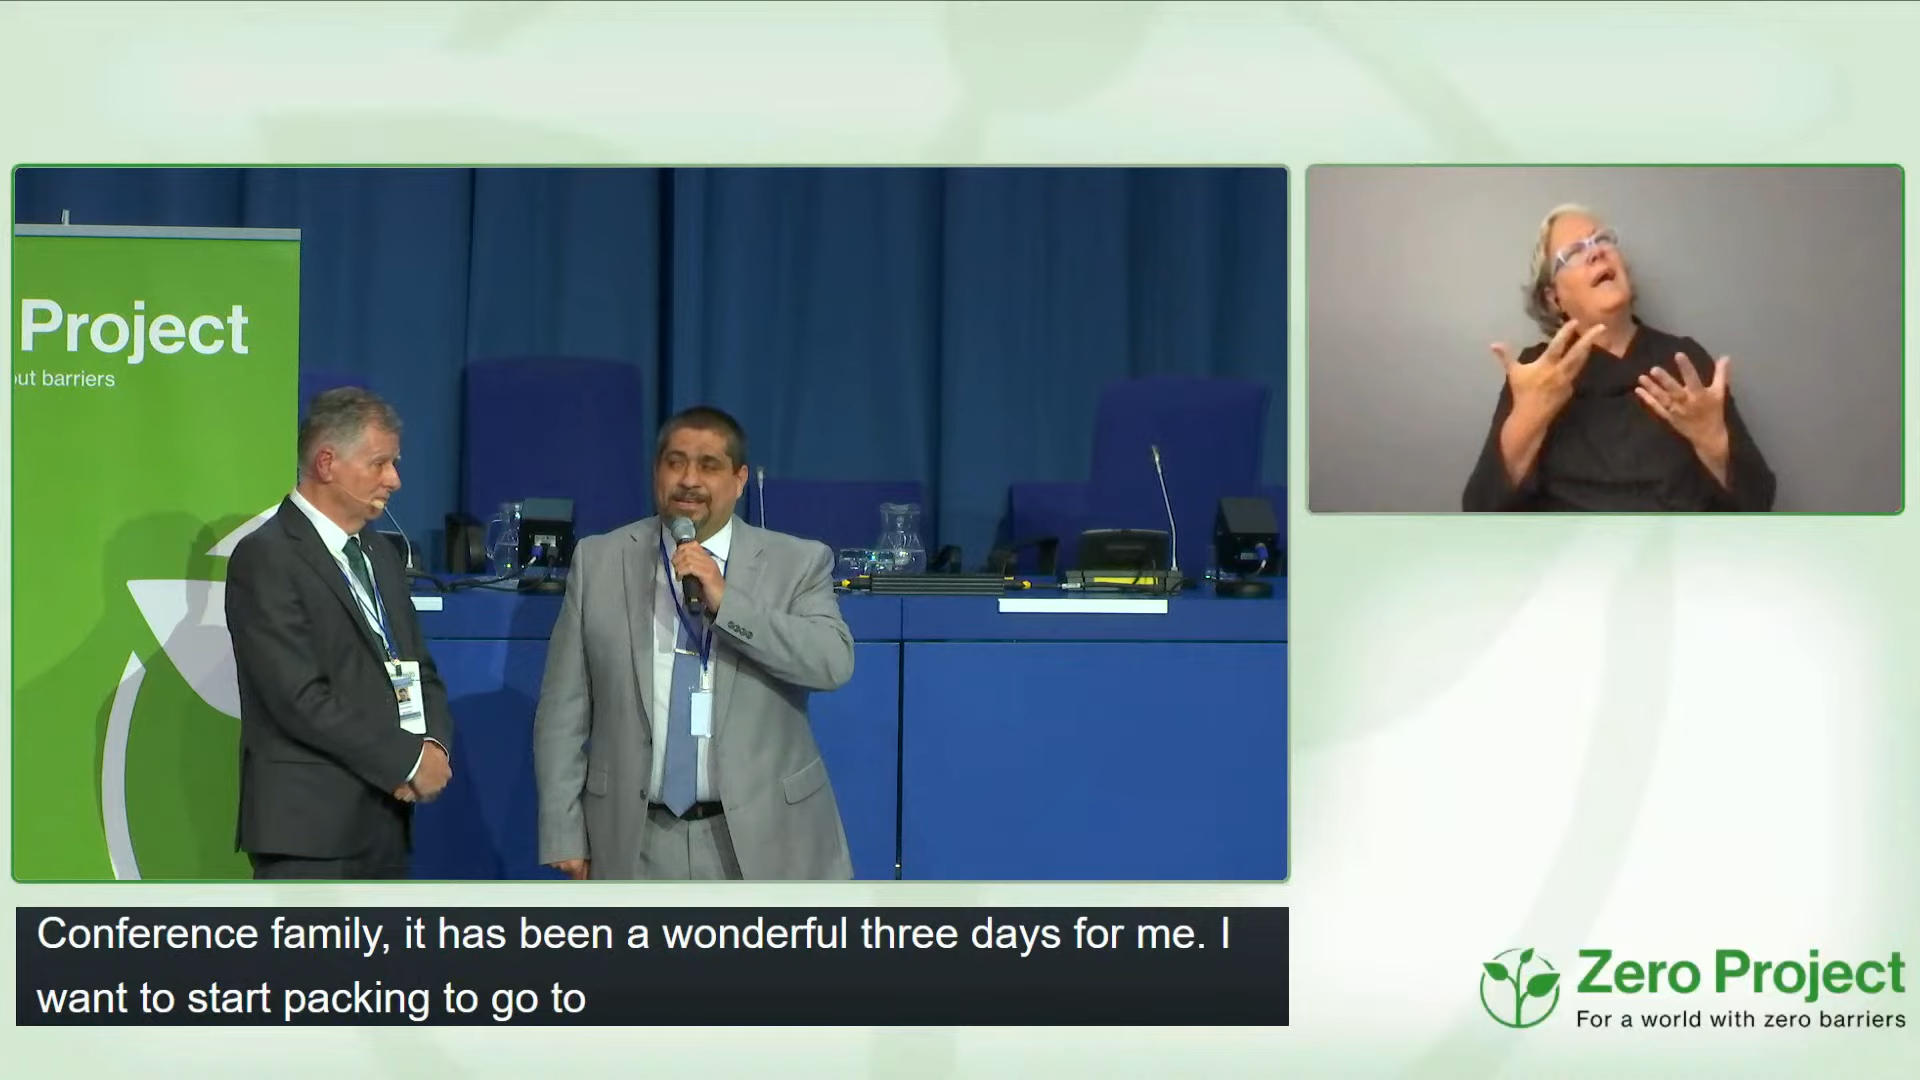 Project
out barriers
Conference family, it has been a wonderful three days for me. I
want to start packing to go to
Zero Project
For a world with zero barriers